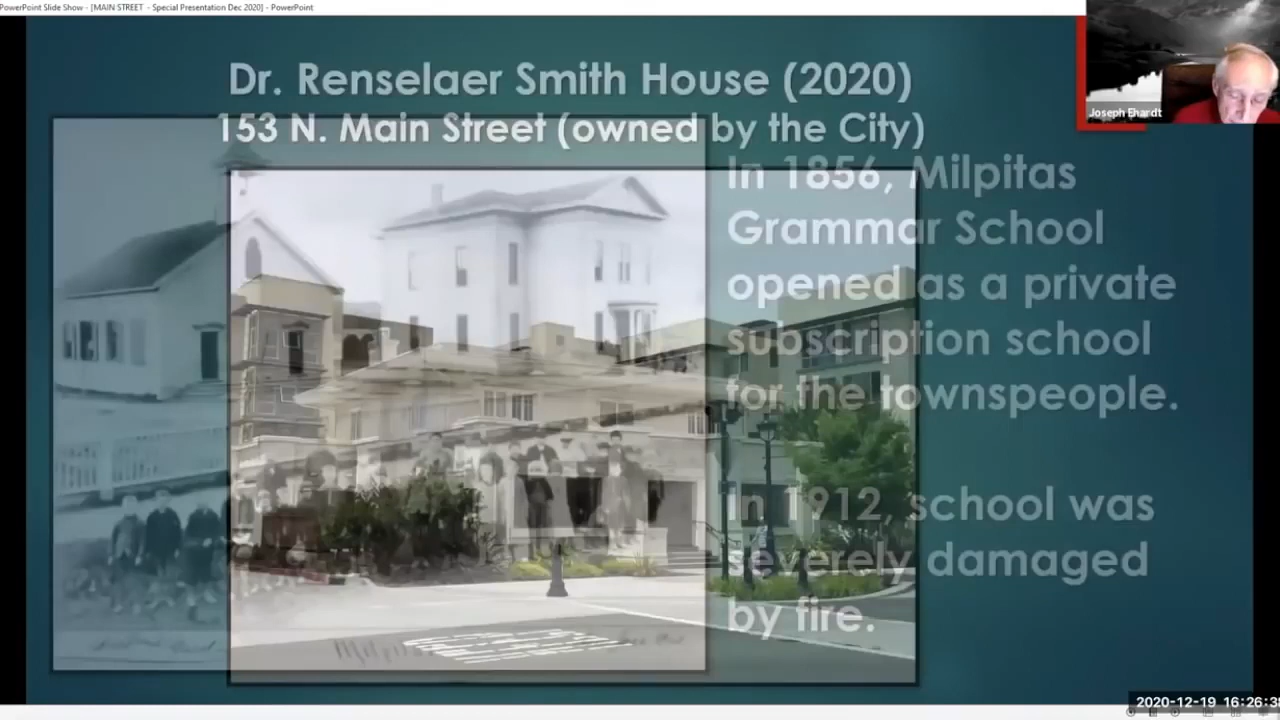 PowerPoint Slide Show - [MAIN STREET - Special Presentation Dec 2020] - PowerPoint
Dr. Renselaer Smith House (2020)
153 N. Main Street (owned by the City)
In 1856, Milpitas
Grammar School
opened as a private
subscription school
for the townspeople.
In 1912, school was
severely damaged
by fire.
Joseph Ehardt
2020-12-19 16:26:3